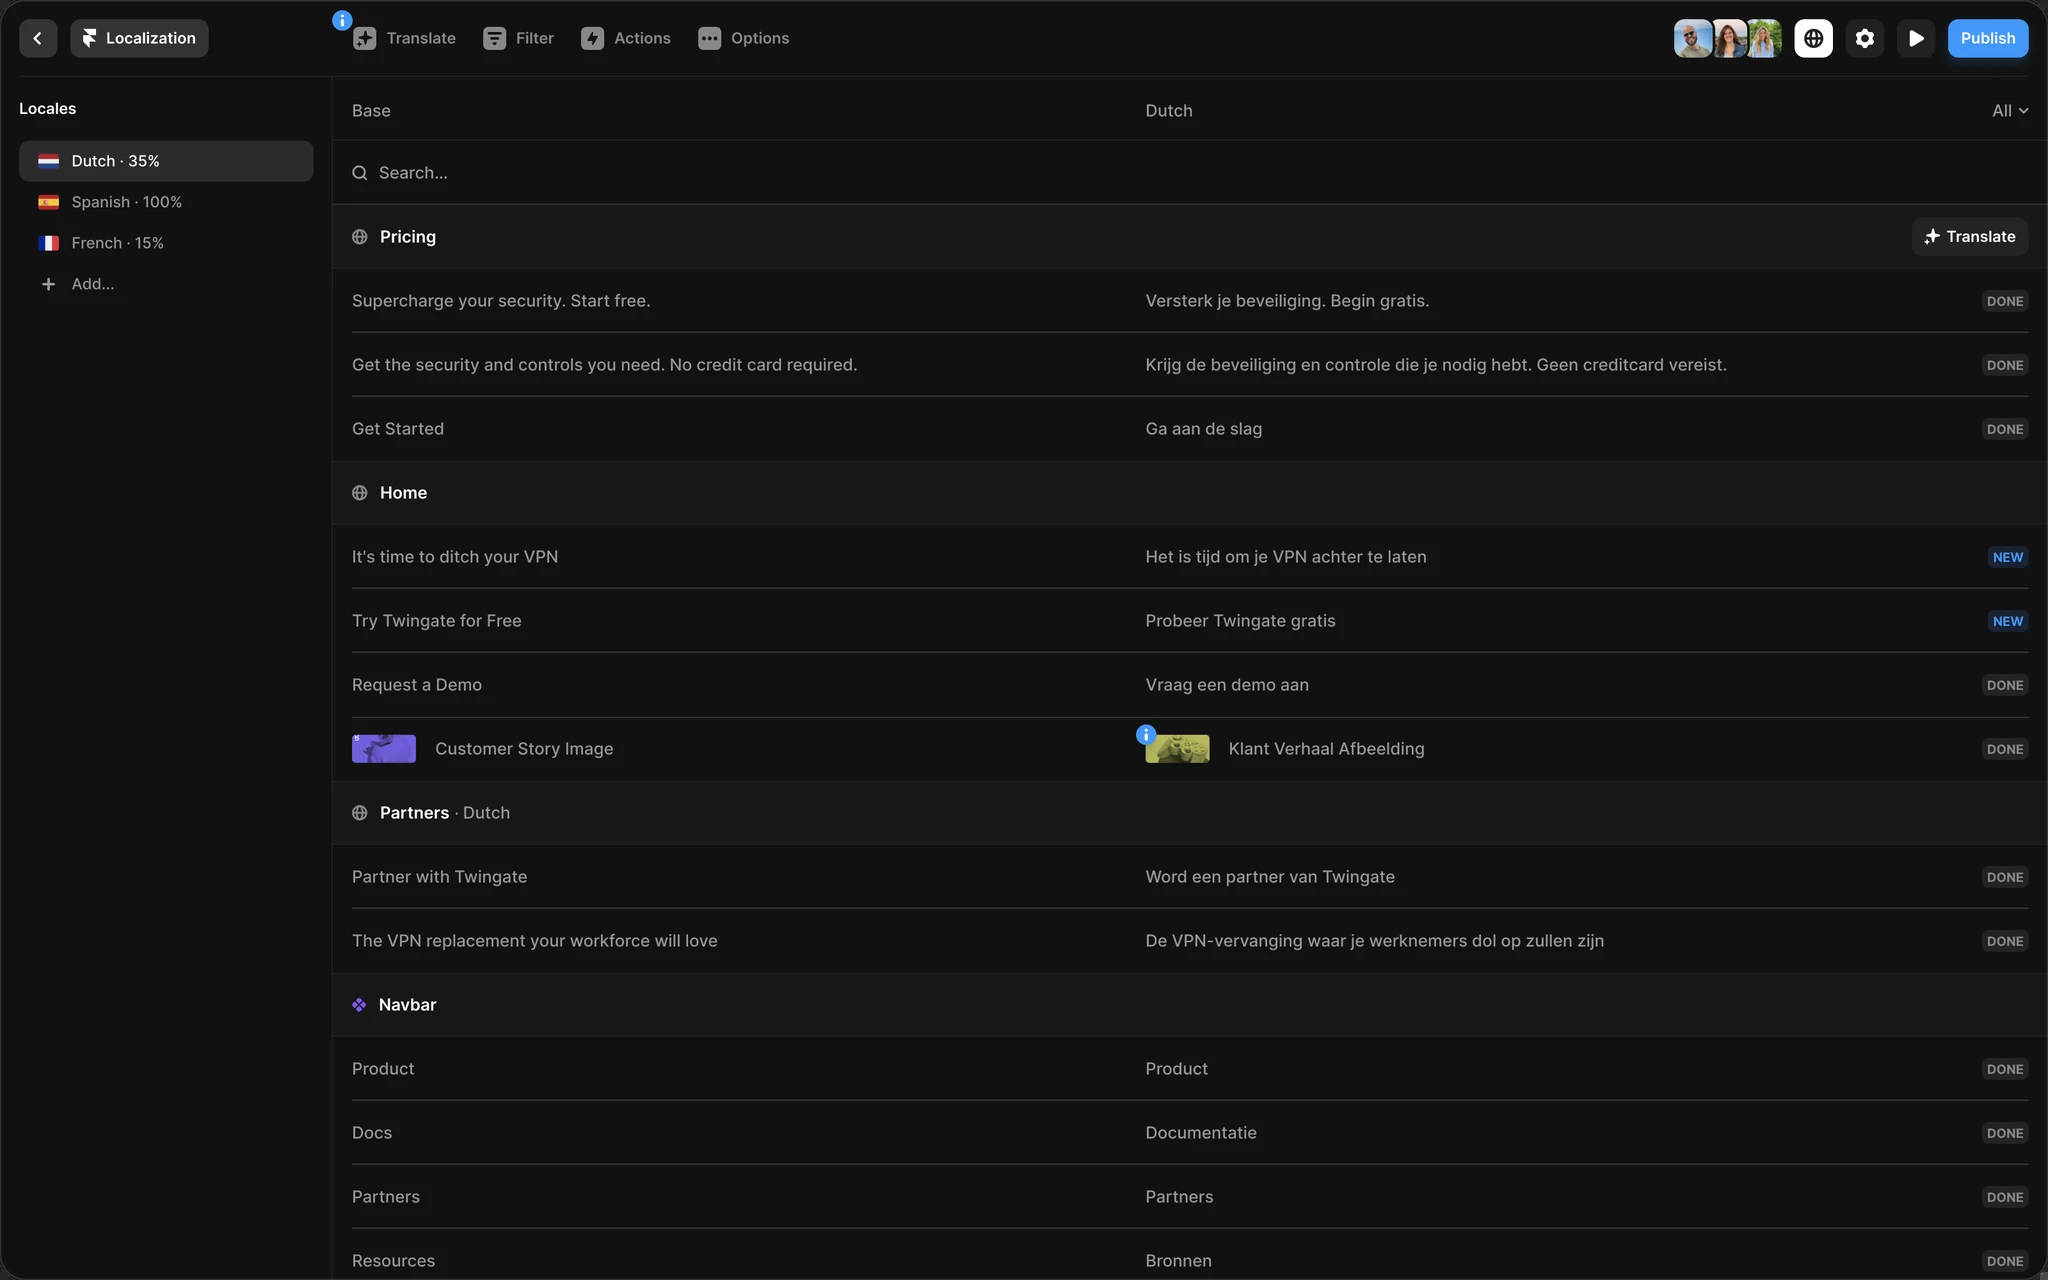 Localization
Translate Filter Actions Options
Publish
Locales
Dutch · 35%
Spanish · 100%
French · 15%
Add...
Base Dutch All
Search...
Pricing Translate
Supercharge your security. Start free. Versterk je beveiliging. Begin gratis. DONE
Get the security and controls you need. No credit card required. Krijg de beveiliging en controle die je nodig hebt. Geen creditcard vereist. DONE
Get Started Ga aan de slag DONE
Home
It's time to ditch your VPN Het is tijd om je VPN achter te laten NEW
Try Twingate for Free Probeer Twingate gratis NEW
Request a Demo Vraag een demo aan DONE
Customer Story Image Klant Verhaal Afbeelding DONE
Partners · Dutch
Partner with Twingate Word een partner van Twingate DONE
The VPN replacement your workforce will love De VPN-vervanging waar je werknemers dol op zullen zijn DONE
Navbar
Product Product DONE
Docs Documentatie DONE
Partners Partners DONE
Resources Bronnen DONE